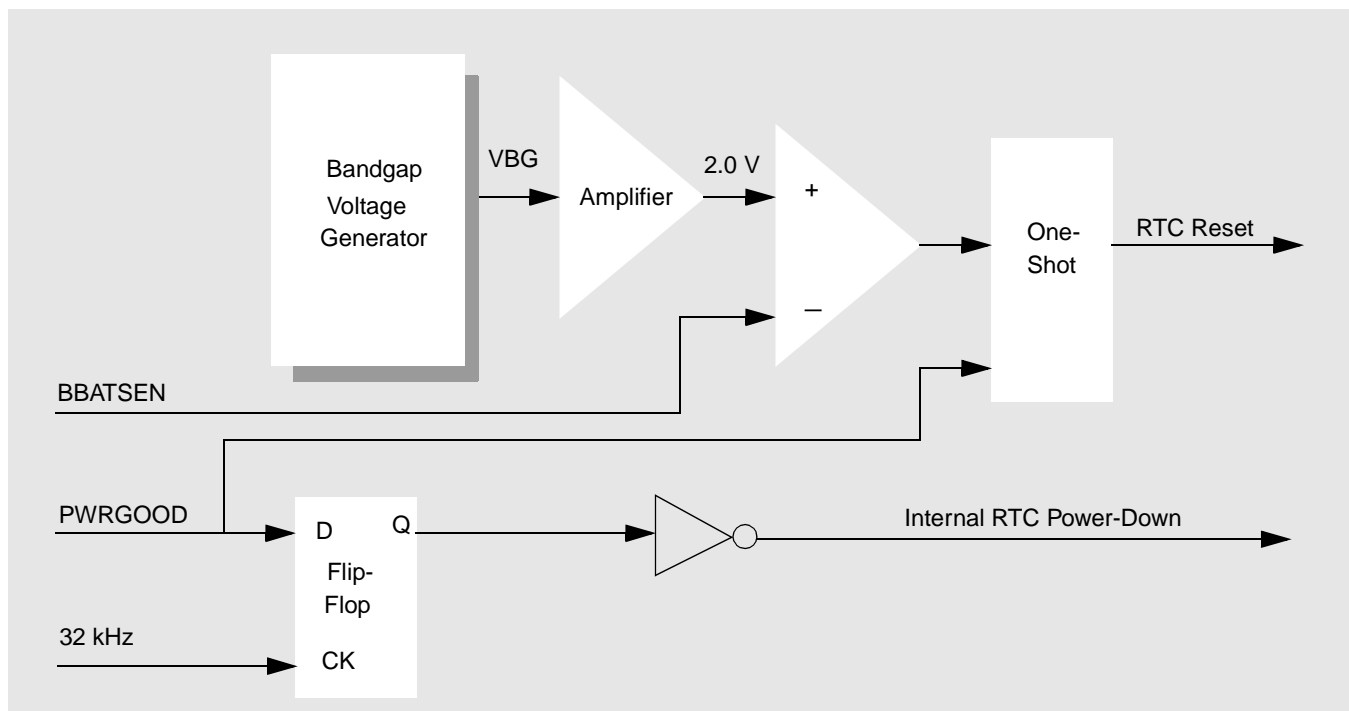 Bandgap
Voltage
Generator
VBG
Amplifier
2.0 V
+
–
One-
Shot
RTC Reset
BBATSEN
PWRGOOD
D
Q
Flip-
Flop
CK
32 kHz
Internal RTC Power-Down